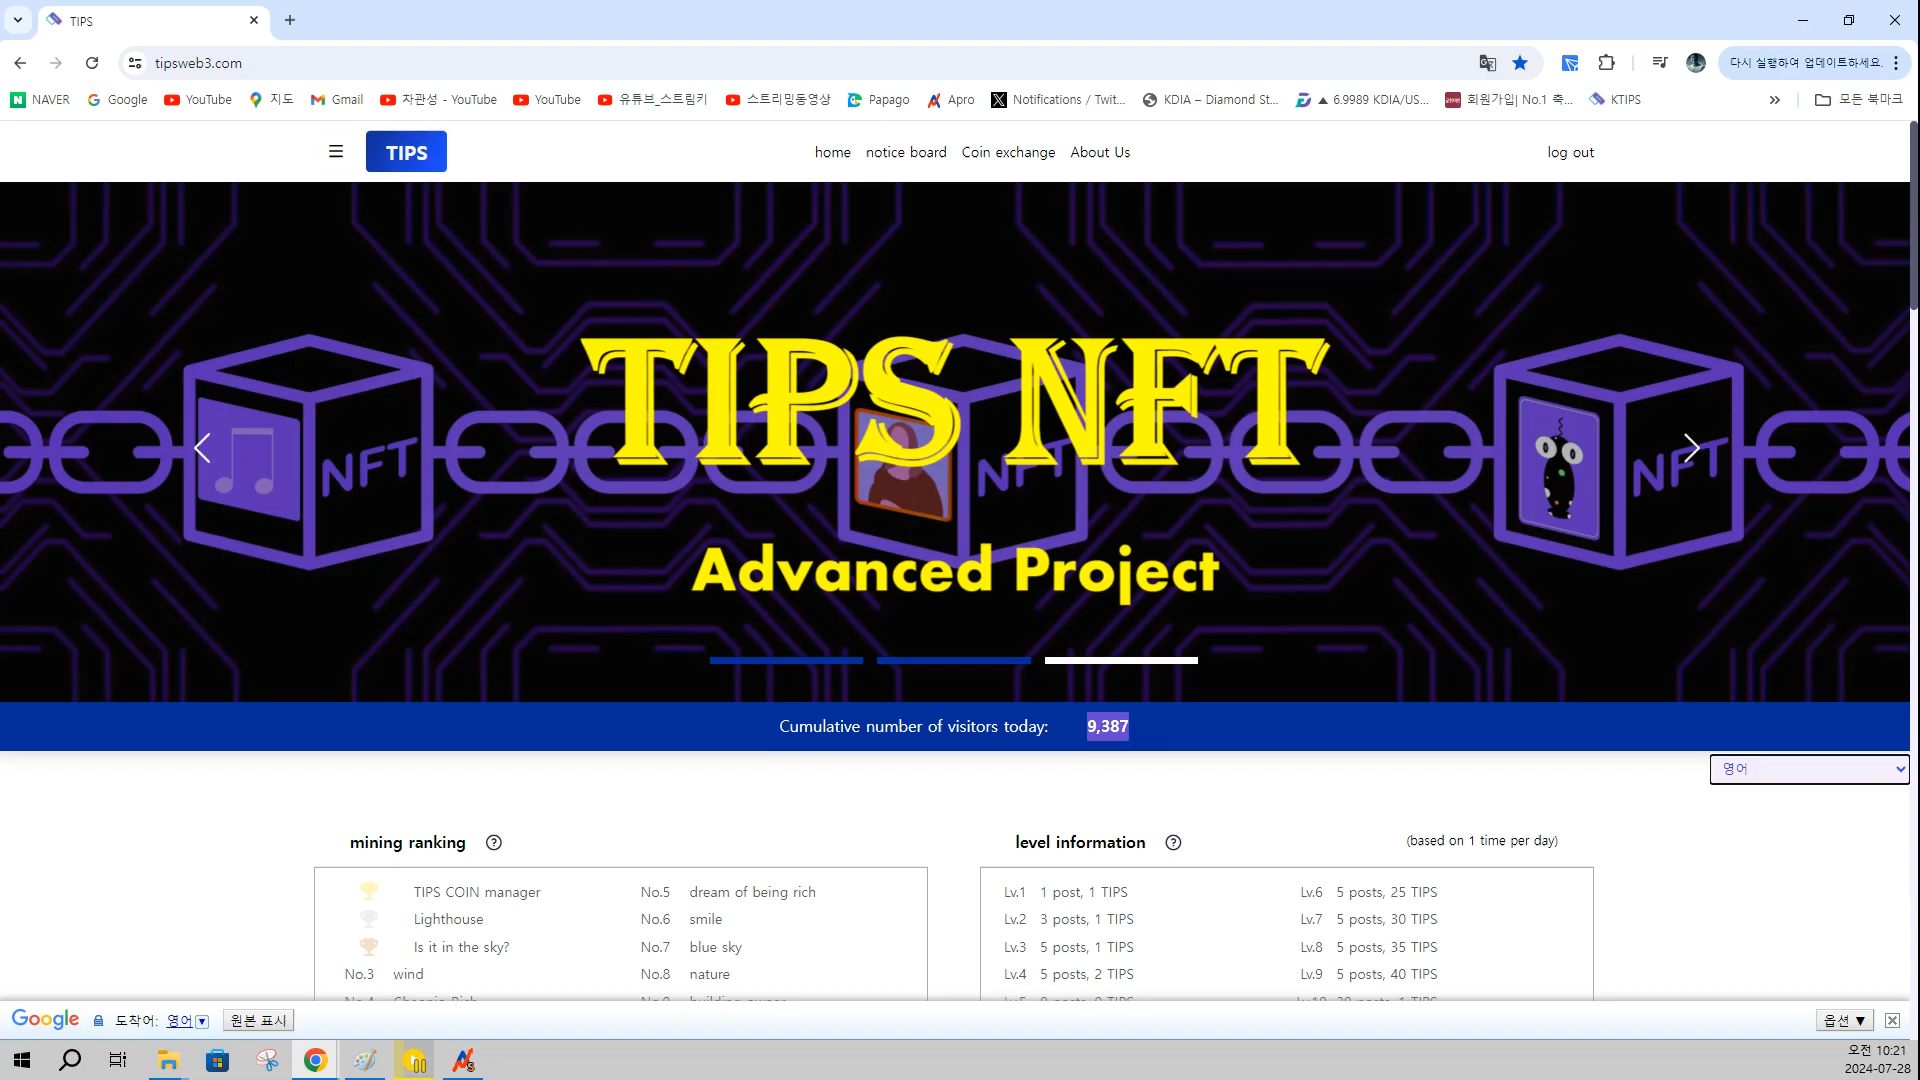 TIPS
tipsweb3.com
다시 실행하여 업데이트하세요.
NAVER
Google
YouTube
지도
Gmail
차관성 - YouTube
YouTube
유튜브_스트림키
스트리밍동영상
Papago
Apro
Notifications / Twit...
KDIA – Diamond St...
▲ 6.9989 KDIA/US...
회원가입| No.1 축...
KTIPS
모든 북마크
TIPS
home
notice board
Coin exchange
About Us
log out
NFT
NFT
NFT
TIPS NFT
Advanced Project
Cumulative number of visitors today: 9,387
영어
mining ranking
TIPS COIN manager
Lighthouse
Is it in the sky?
No.3 wind
No.5 dream of being rich
No.6 smile
No.7 blue sky
No.8 nature
level information
(based on 1 time per day)
Lv.1 1 post, 1 TIPS
Lv.2 3 posts, 1 TIPS
Lv.3 5 posts, 1 TIPS
Lv.4 5 posts, 2 TIPS
Lv.6 5 posts, 25 TIPS
Lv.7 5 posts, 30 TIPS
Lv.8 5 posts, 35 TIPS
Lv.9 5 posts, 40 TIPS
Google 도착어: 영어▼ 원본 표시
옵션 ▼
오전 10:21
2024-07-28